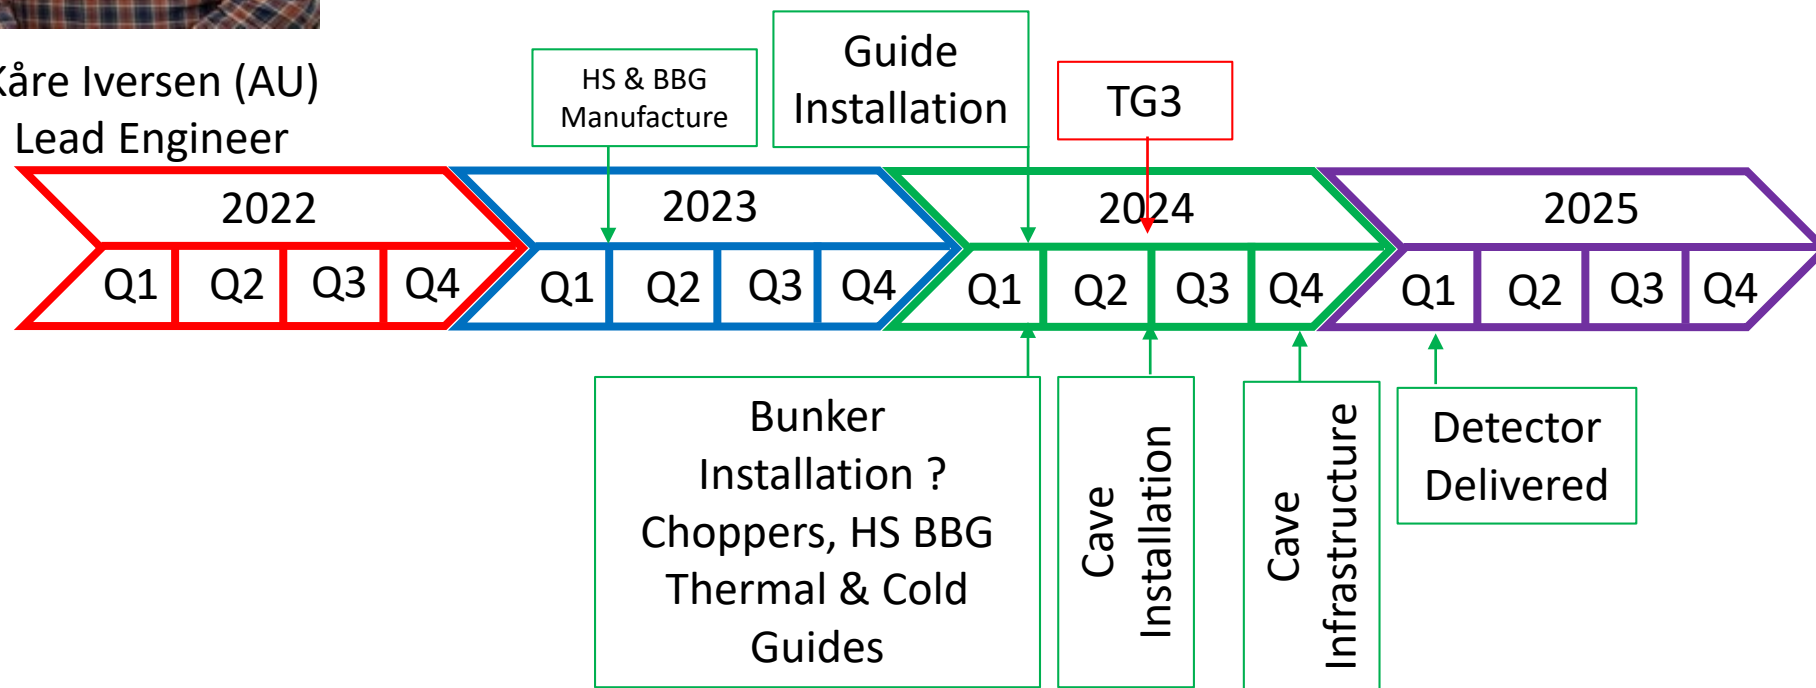 Kåre Iversen (AU)
Lead Engineer
HS & BBG
Manufacture
Guide
Installation
TG3
2022
2023
2024
2025
Q1 Q2 Q3 Q4
Q1 Q2 Q3 Q4
Q1 Q2 Q3 Q4
Q1 Q2 Q3 Q4
Bunker
Installation ?
Choppers, HS BBG
Thermal & Cold
Guides
Cave
Installation
Cave
Infrastructure
Detector
Delivered